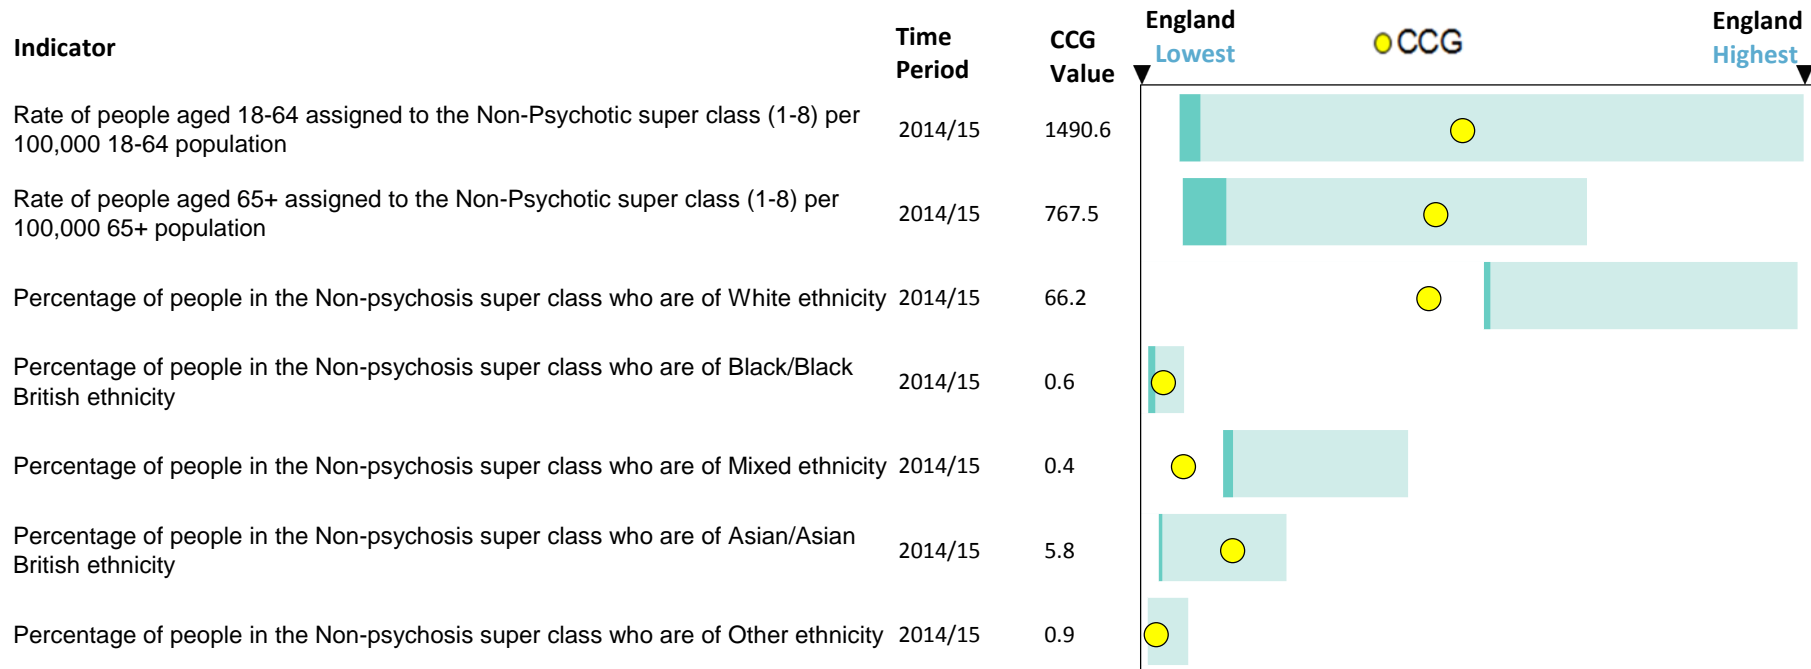 Indicator
Time
Period
CCG
Value
England
Lowest
CCG
England
Highest
Rate of people aged 18-64 assigned to the Non-Psychotic super class (1-8) per
100,000 18-64 population
2014/15
1490.6
Rate of people aged 65+ assigned to the Non-Psychotic super class (1-8) per
100,000 65+ population
2014/15
767.5
Percentage of people in the Non-psychosis super class who are of White ethnicity
2014/15
66.2
Percentage of people in the Non-psychosis super class who are of Black/Black
British ethnicity
2014/15
0.6
Percentage of people in the Non-psychosis super class who are of Mixed ethnicity
2014/15
0.4
Percentage of people in the Non-psychosis super class who are of Asian/Asian
British ethnicity
2014/15
5.8
Percentage of people in the Non-psychosis super class who are of Other ethnicity
2014/15
0.9